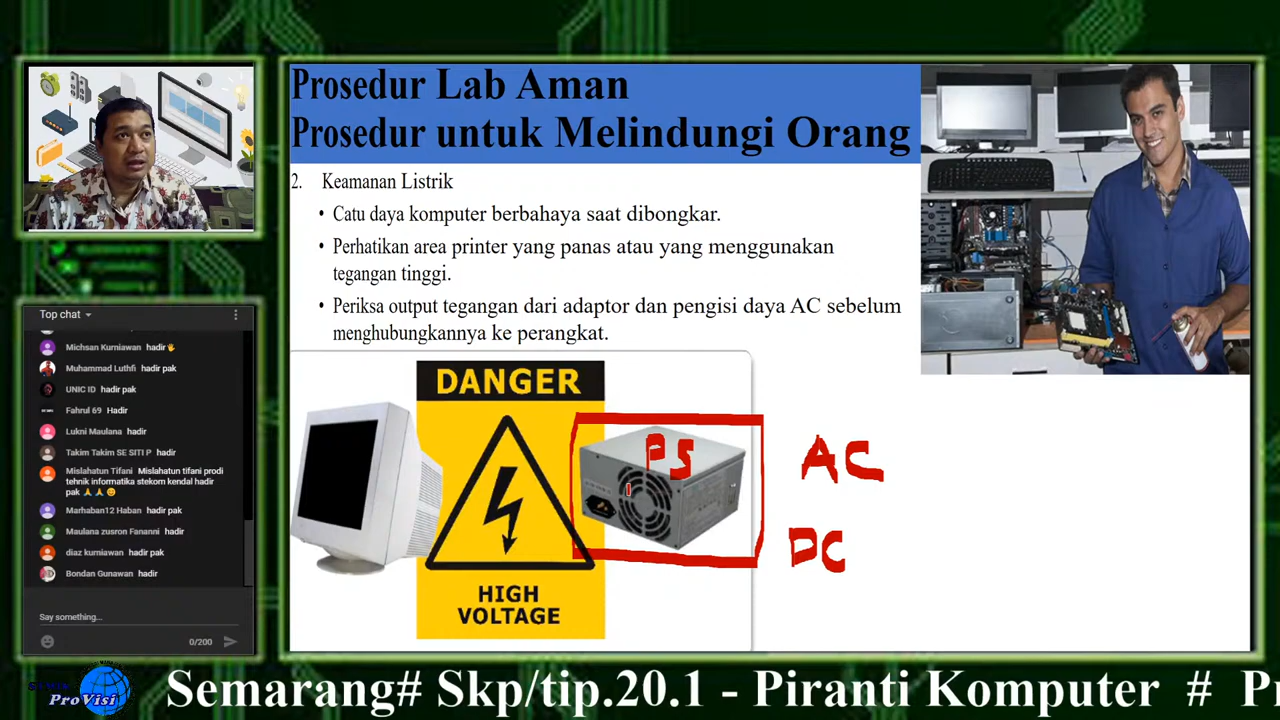 Prosedur Lab Aman
Prosedur untuk Melindungi Orang
2. Keamanan Listrik
• Catu daya komputer berbahaya saat dibongkar.
• Perhatikan area printer yang panas atau yang menggunakan
tegangan tinggi.
• Periksa output tegangan dari adaptor dan pengisi daya AC sebelum
menghubungkannya ke perangkat.
DANGER
HIGH
VOLTAGE
PS
AC
DC
Top chat
Michsan Kurniawan hadir🖐
Muhammad Luthfi hadir pak
UNIC ID hadir pak
Fahrul 69 Hadir
Lukni Maulana hadir
Takim Takim SE SITI P hadir
Mislahatun Tifani Mislahatun tifani prodi
tehnik informatika stekom kendal hadir
pak 🙏 🙏 😊
Marhaban12 Haban hadir pak
Maulana zusron Fananni hadir
diaz kurniawan hadir pak
Bondan Gunawan hadir
Say something...
0/200
ProVisi
Semarang# Skp/tip.20.1 - Piranti Komputer # Pr